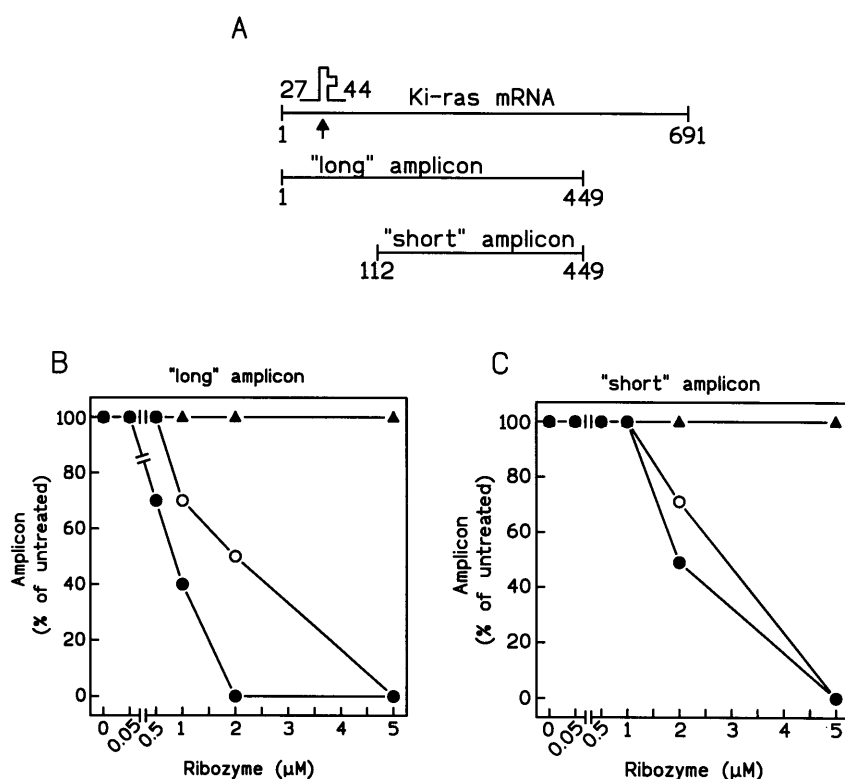 A
27 44
Ki-ras mRNA
1 691
"long" amplicon
1 449
"short" amplicon
112 449
B
"long" amplicon
Amplicon
(% of untreated)
100
80
60
40
20
0
0 0.05 0.5 1 2 3 4 5
Ribozyme (μM)
C
"short" amplicon
Amplicon
(% of untreated)
100
80
60
40
20
0
0 0.05 0.5 1 2 3 4 5
Ribozyme (μM)